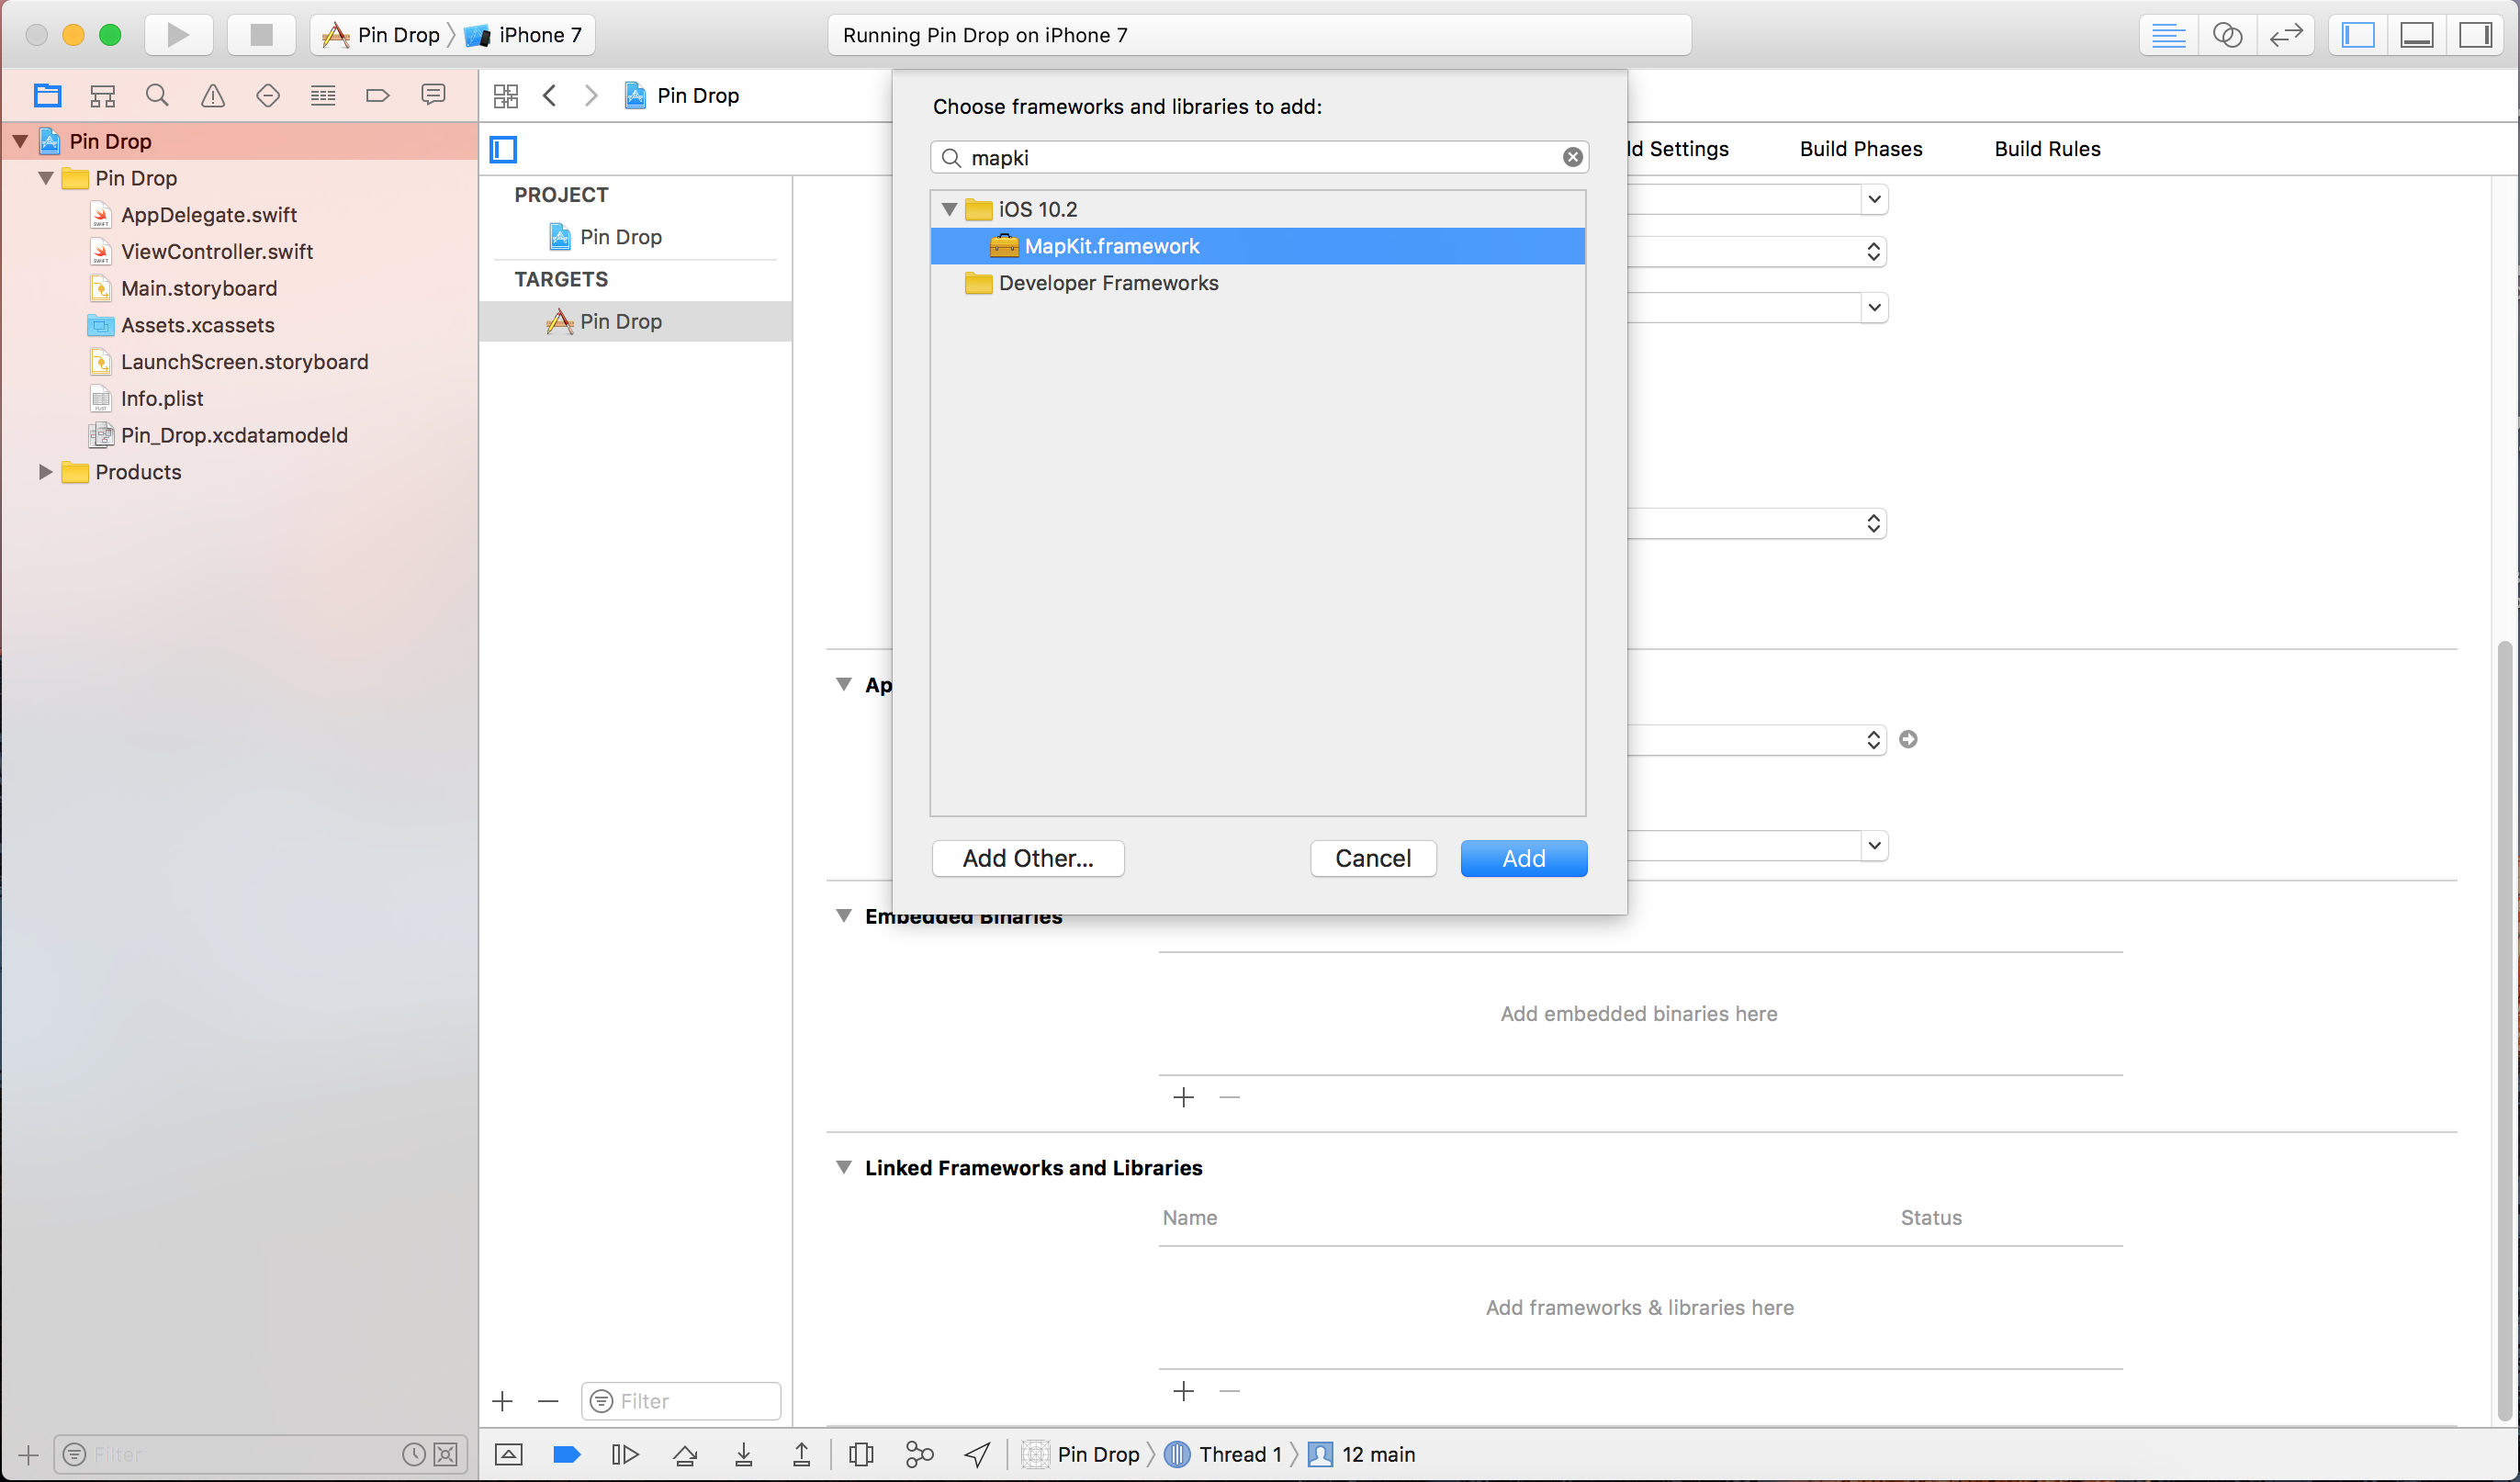 Pin Drop
iPhone 7
Running Pin Drop on iPhone 7
Pin Drop
Pin Drop
AppDelegate.swift
ViewController.swift
Main.storyboard
Assets.xcassets
LaunchScreen.storyboard
Info.plist
Pin_Drop.xcdatamodeld
Products
Filter
Pin Drop
PROJECT
Pin Drop
TARGETS
Pin Drop
Filter
ld Settings
Build Phases
Build Rules
Choose frameworks and libraries to add:
mapki
iOS 10.2
MapKit.framework
Developer Frameworks
Add Other...
Cancel
Add
Ap
Embedded Binaries
Add embedded binaries here
Linked Frameworks and Libraries
Name
Status
Add frameworks & libraries here
Pin Drop
Thread 1
12 main